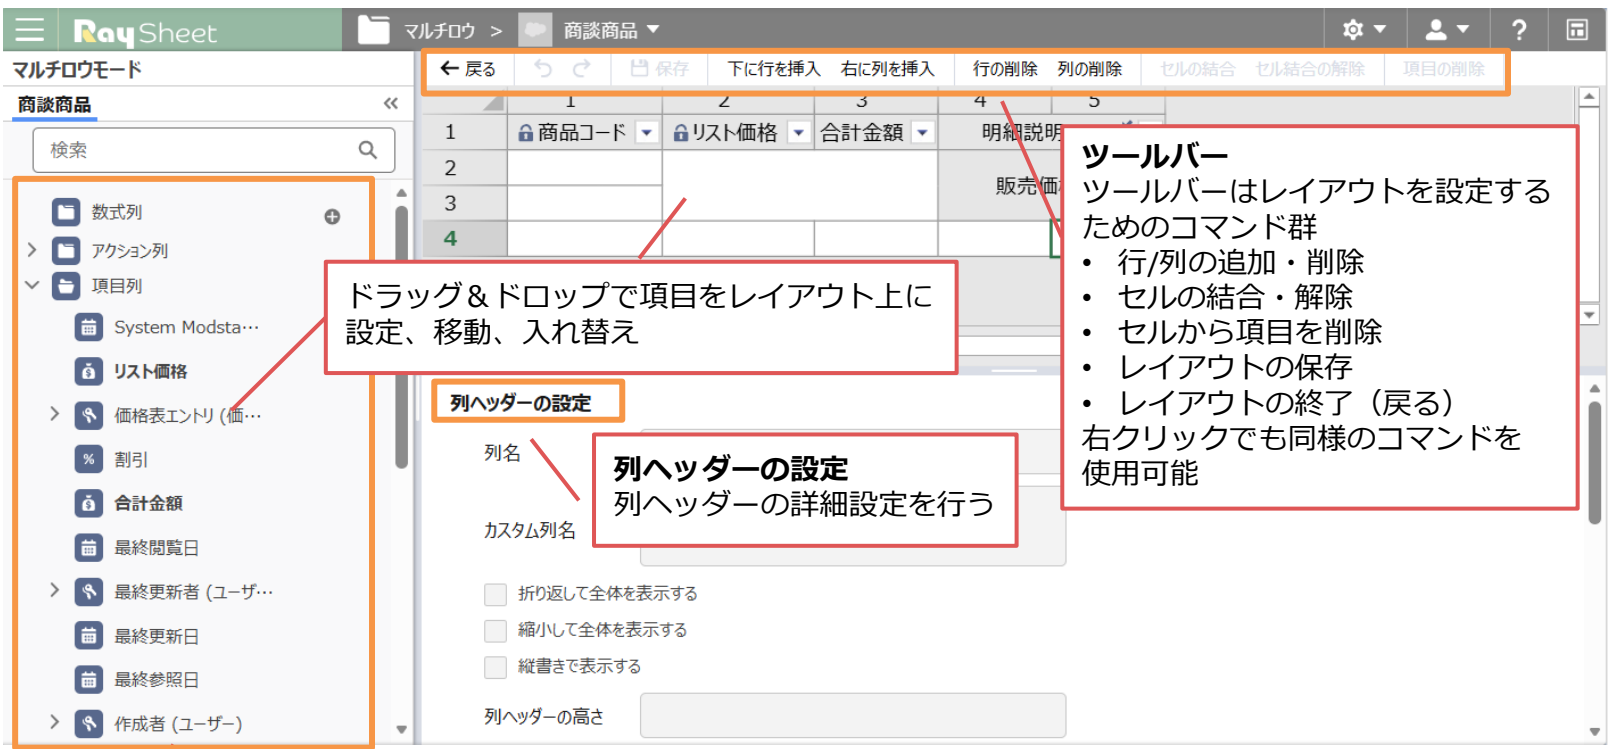 RaySheet
マルチロウ >
商談商品
?
マルチロウモード
← 戻る
保存
下に行を挿入
右に列を挿入
行の削除
列の削除
セルの結合
セル結合の解除
項目の削除
商談商品
«
検索
数式列
アクション列
項目列
System Modsta…
リスト価格
価格表エントリ (価…
割引
合計金額
最終閲覧日
最終更新者 (ユーザ…
最終更新日
最終参照日
作成者 (ユーザー)
1 2 3 4 5
1 商品コード リスト価格 合計金額 明細説明
2
販売価
3
4
ドラッグ＆ドロップで項目をレイアウト上に
設定、移動、入れ替え
ツールバー
ツールバーはレイアウトを設定する
ためのコマンド群
• 行/列の追加・削除
• セルの結合・解除
• セルから項目を削除
• レイアウトの保存
• レイアウトの終了（戻る）
右クリックでも同様のコマンドを
使用可能
列ヘッダーの設定
列名
列ヘッダーの設定
列ヘッダーの詳細設定を行う
カスタム列名
折り返して全体を表示する
縮小して全体を表示する
縦書きで表示する
列ヘッダーの高さ